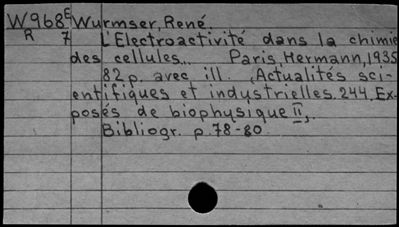 W968E Wurmser, René.
R 7 L'Electroactivité dans la chimie
des cellules... Paris, Hermann, 1935
82 p. avec ill. (Actualités sci-
entifiques et industrielles. 244. Ex-
posés de biophysique II).
Bibliogr. p. 78-80